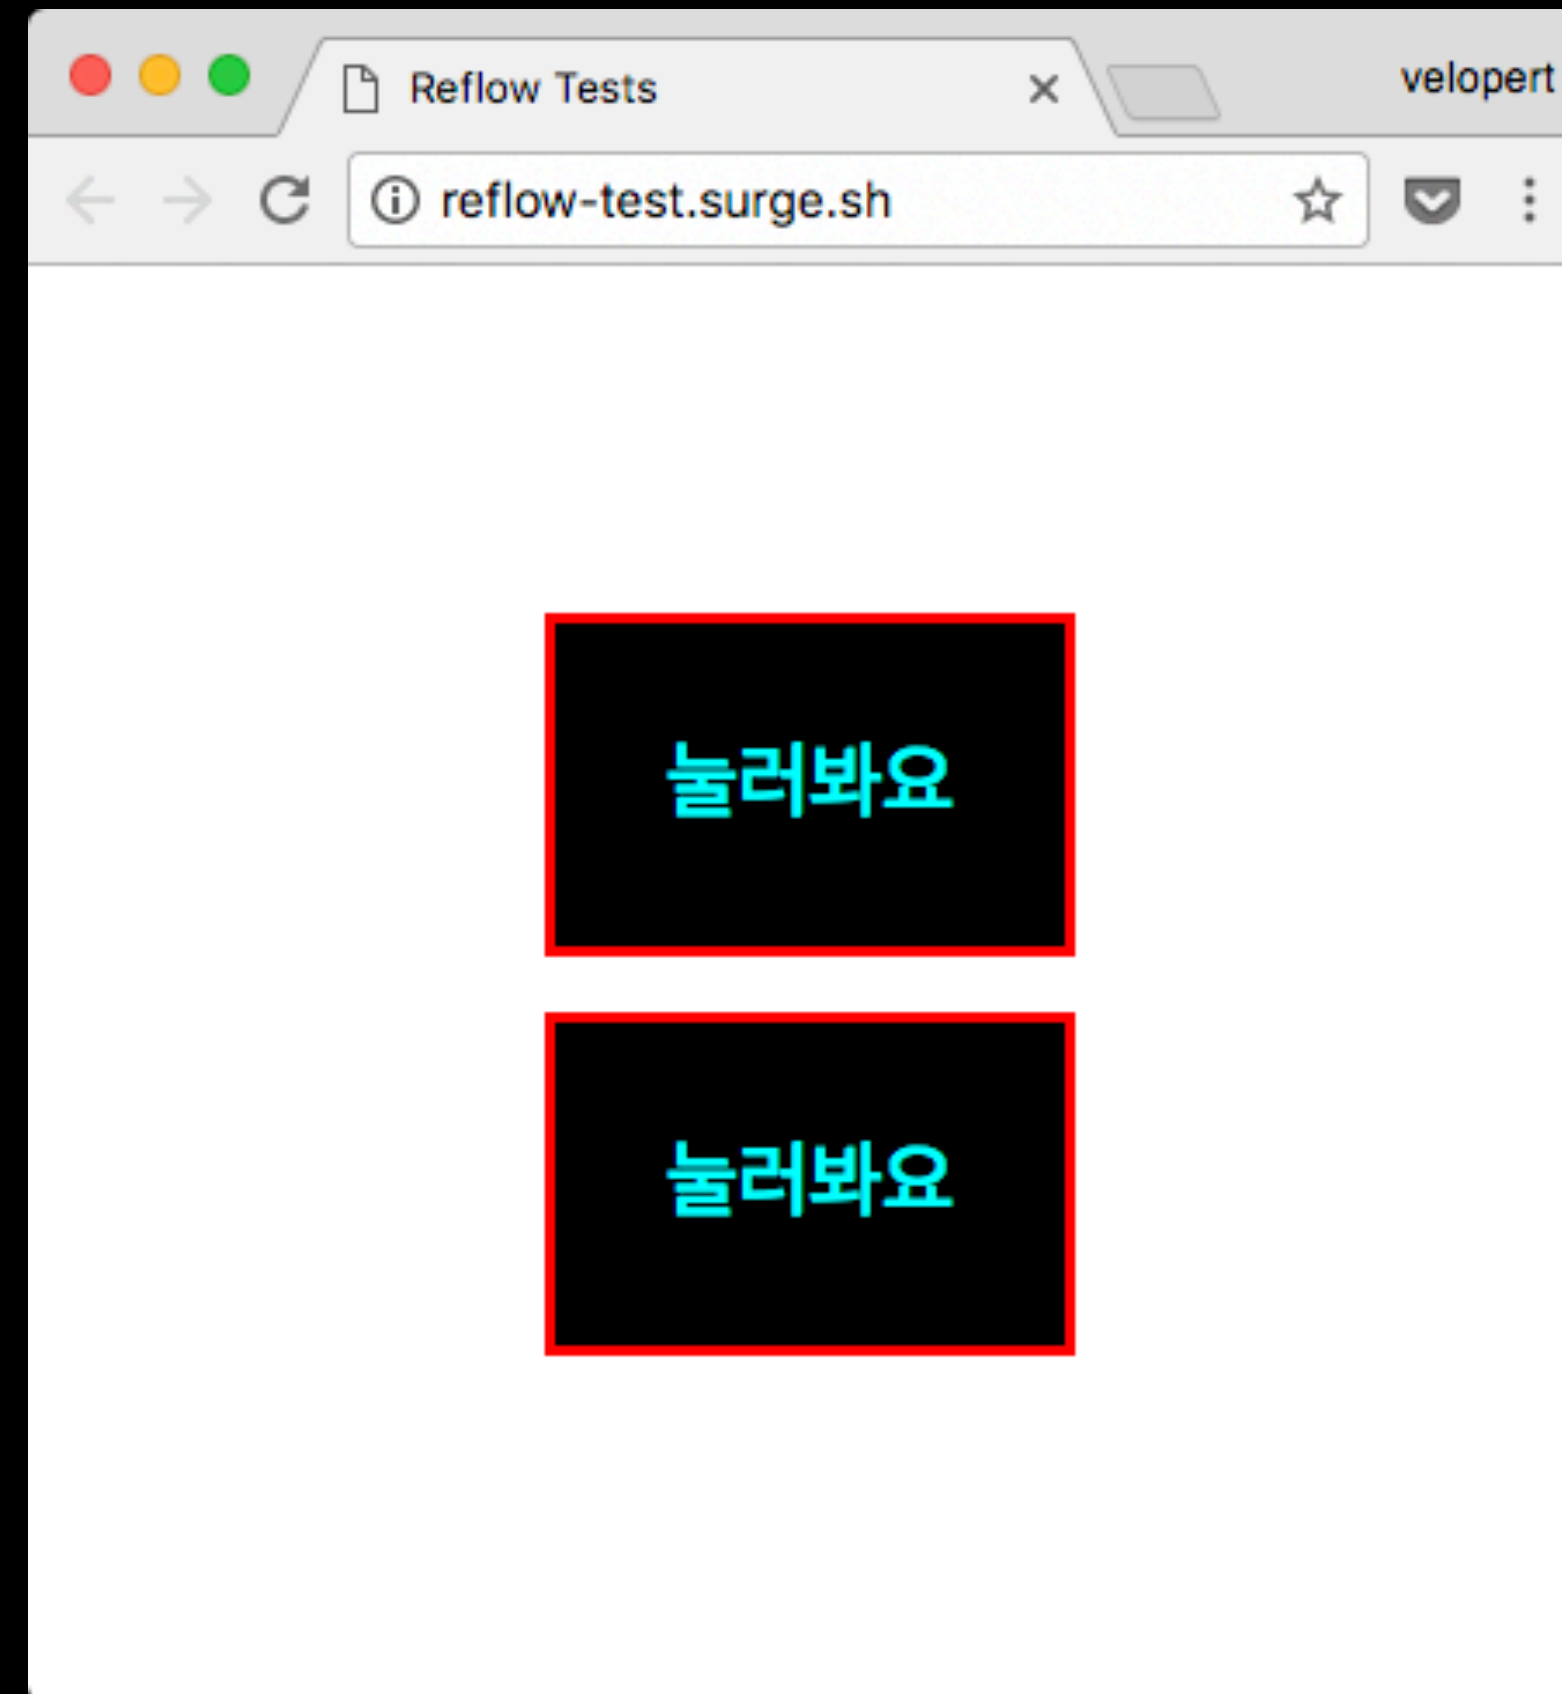 Reflow Tests
velopert
reflow-test.surge.sh
눌러봐요
눌러봐요